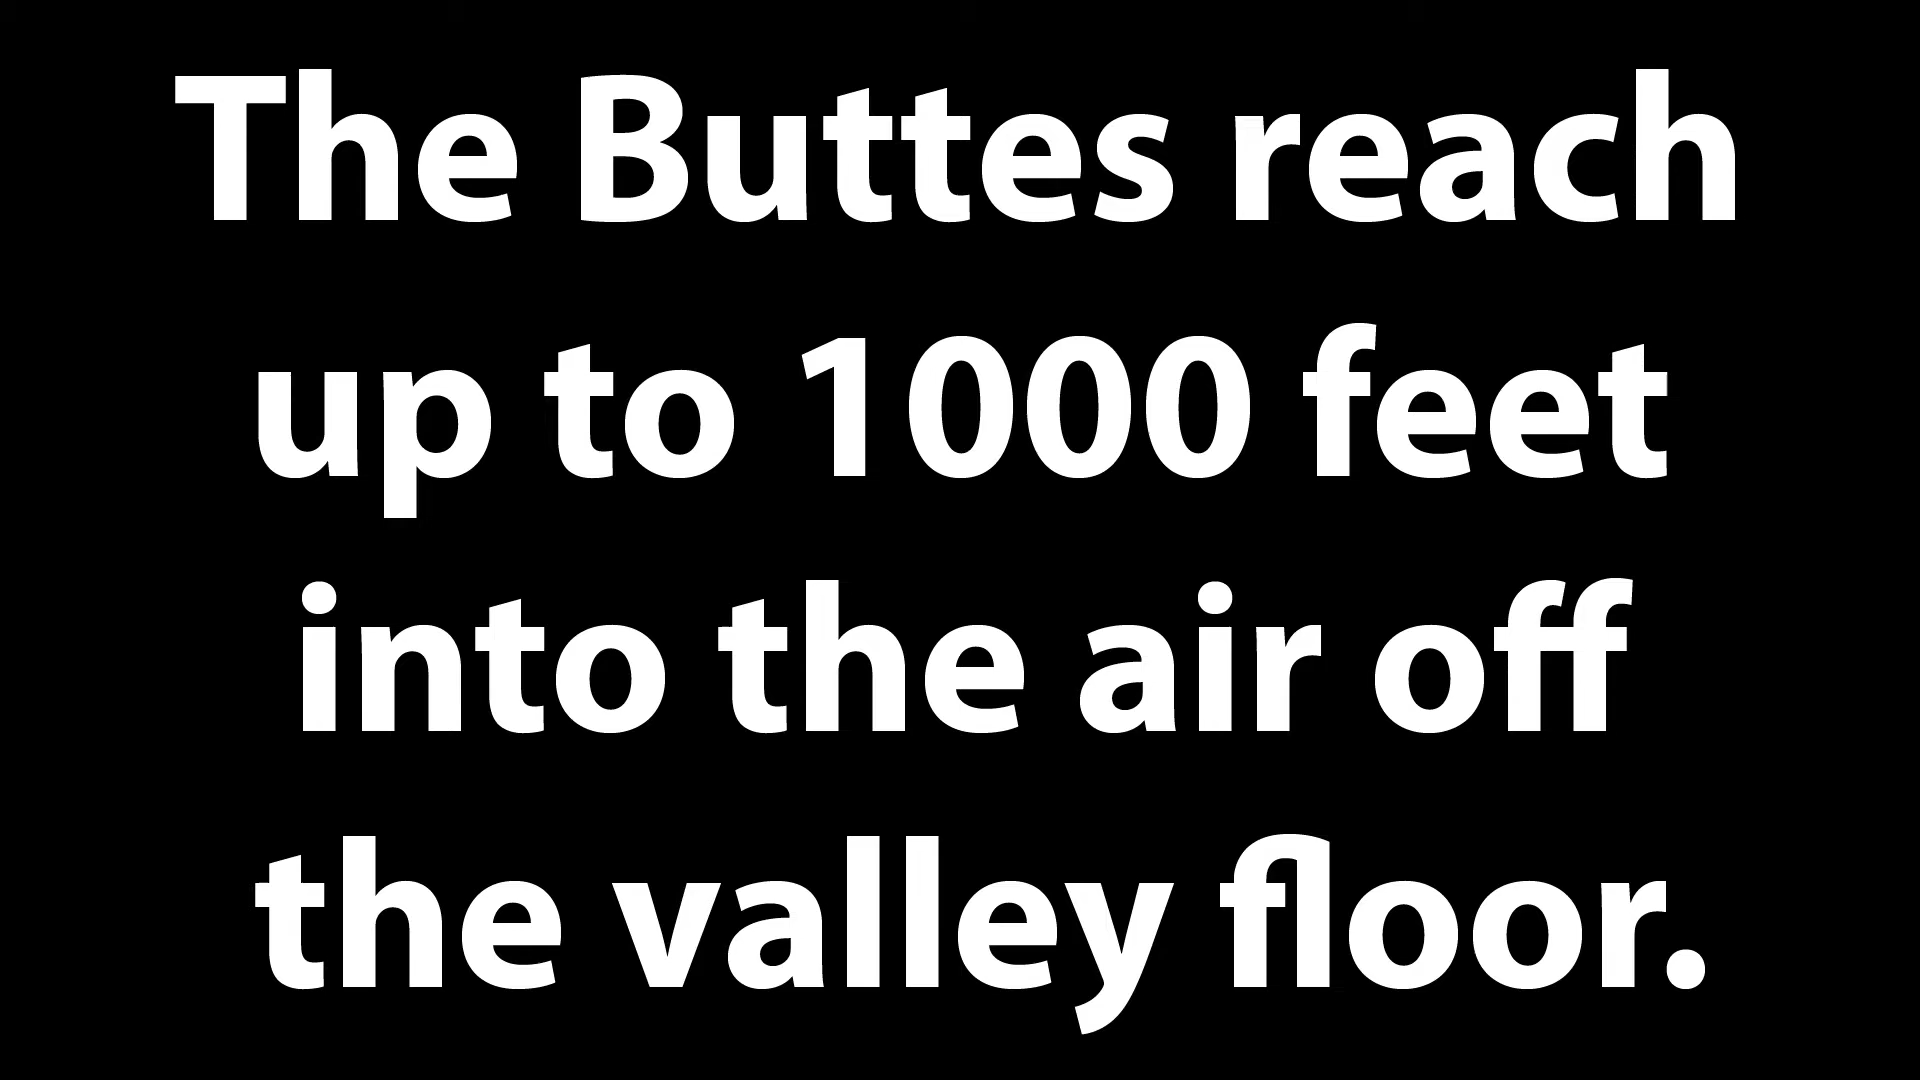 The Buttes reach
up to 1000 feet
into the air off
the valley floor.